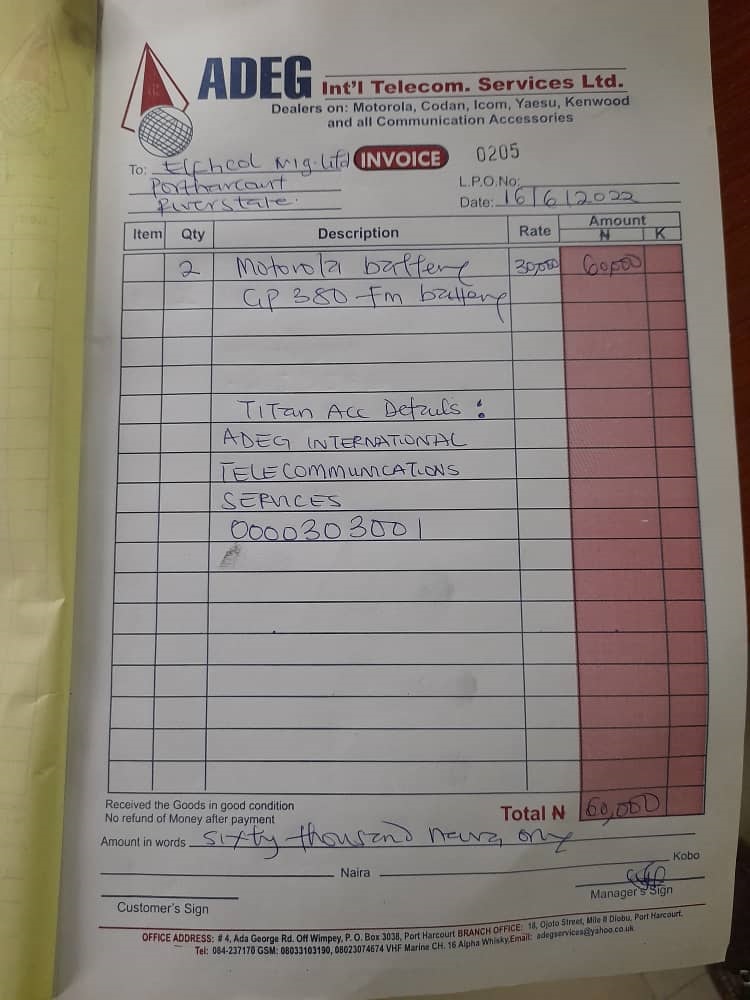 ADEG Int'l Telecom. Services Ltd.
Dealers on: Motorola, Codan, Icom, Yaesu, Kenwood
and all Communication Accessories
To: Elshcol Nig. Ltd
Portharcourt
Riverstate.
INVOICE 0205
L.P.O.No:
Date: 16/6/2022
Item Qty Description Rate Amount
₦ K
2 Motorola battery 30,000 60,000
GP 380 Fm battery
TITan Acc Details :
ADEG INTERNATIONAL
TELECOMMUNICATIONS
SERVICES
0000303001
Received the Goods in good condition
No refund of Money after payment
Total ₦ 60,000
Amount in words sixty thousand naira only
Naira Kobo
Customer's Sign
Manager's Sign
OFFICE ADDRESS: # 4, Ada George Rd. Off Wimpey, P. O. Box 3038, Port Harcourt BRANCH OFFICE: 18, Ojoto Street, Mile II Diobu, Port Harcourt.
Tel: 084-237170 GSM: 08033103190, 08023074674 VHF Marine CH. 16 Alpha Whisky,Email: adegservices@yahoo.co.uk